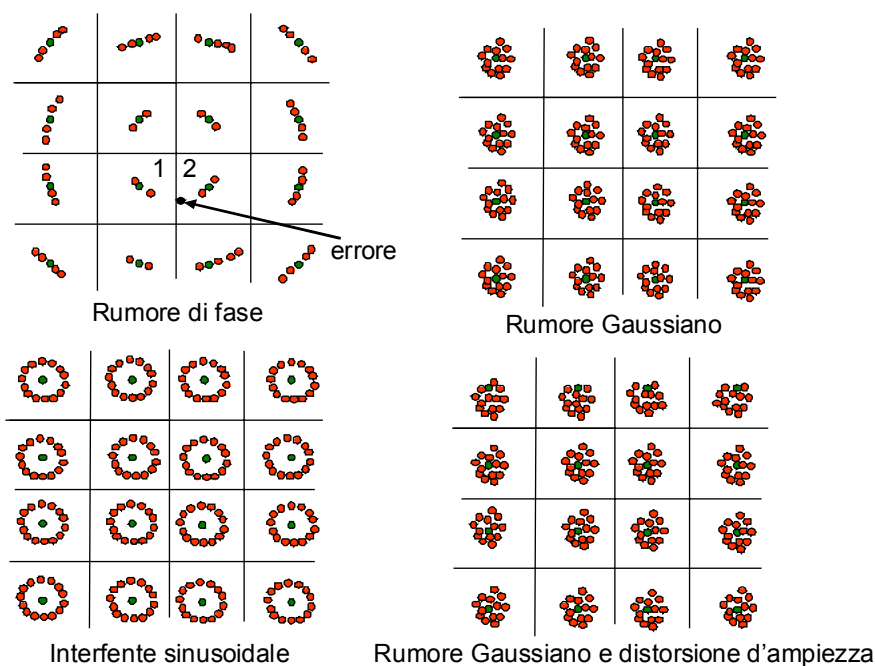 1 2
errore
Rumore di fase
Rumore Gaussiano
Interfente sinusoidale
Rumore Gaussiano e distorsione d'ampiezza